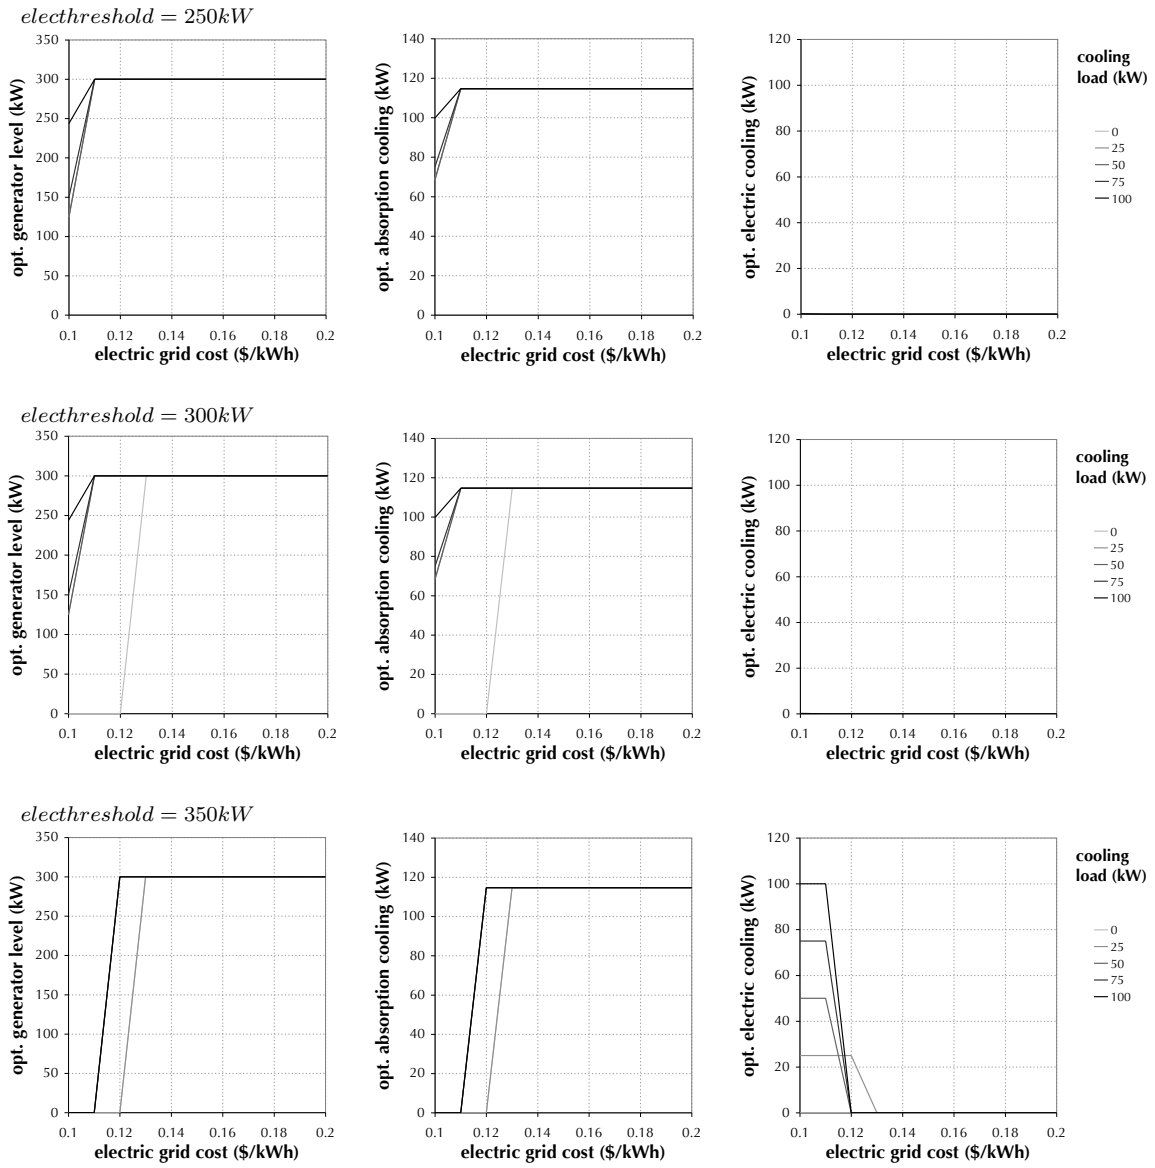 electhreshold = 250kW
opt. generator level (kW)
350
300
250
200
150
100
50
0
0.1 0.12 0.14 0.16 0.18 0.2
electric grid cost ($/kWh)
opt. absorption cooling (kW)
140
120
100
80
60
40
20
0
0.1 0.12 0.14 0.16 0.18 0.2
electric grid cost ($/kWh)
opt. electric cooling (kW)
120
100
80
60
40
20
0
0.1 0.12 0.14 0.16 0.18 0.2
electric grid cost ($/kWh)
cooling
load (kW)
0
25
50
75
100
electhreshold = 300kW
opt. generator level (kW)
350
300
250
200
150
100
50
0
0.1 0.12 0.14 0.16 0.18 0.2
electric grid cost ($/kWh)
opt. absorption cooling (kW)
140
120
100
80
60
40
20
0
0.1 0.12 0.14 0.16 0.18 0.2
electric grid cost ($/kWh)
opt. electric cooling (kW)
120
100
80
60
40
20
0
0.1 0.12 0.14 0.16 0.18 0.2
electric grid cost ($/kWh)
cooling
load (kW)
0
25
50
75
100
electhreshold = 350kW
opt. generator level (kW)
350
300
250
200
150
100
50
0
0.1 0.12 0.14 0.16 0.18 0.2
electric grid cost ($/kWh)
opt. absorption cooling (kW)
140
120
100
80
60
40
20
0
0.1 0.12 0.14 0.16 0.18 0.2
electric grid cost ($/kWh)
opt. electric cooling (kW)
120
100
80
60
40
20
0
0.1 0.12 0.14 0.16 0.18 0.2
electric grid cost ($/kWh)
cooling
load (kW)
0
25
50
75
100